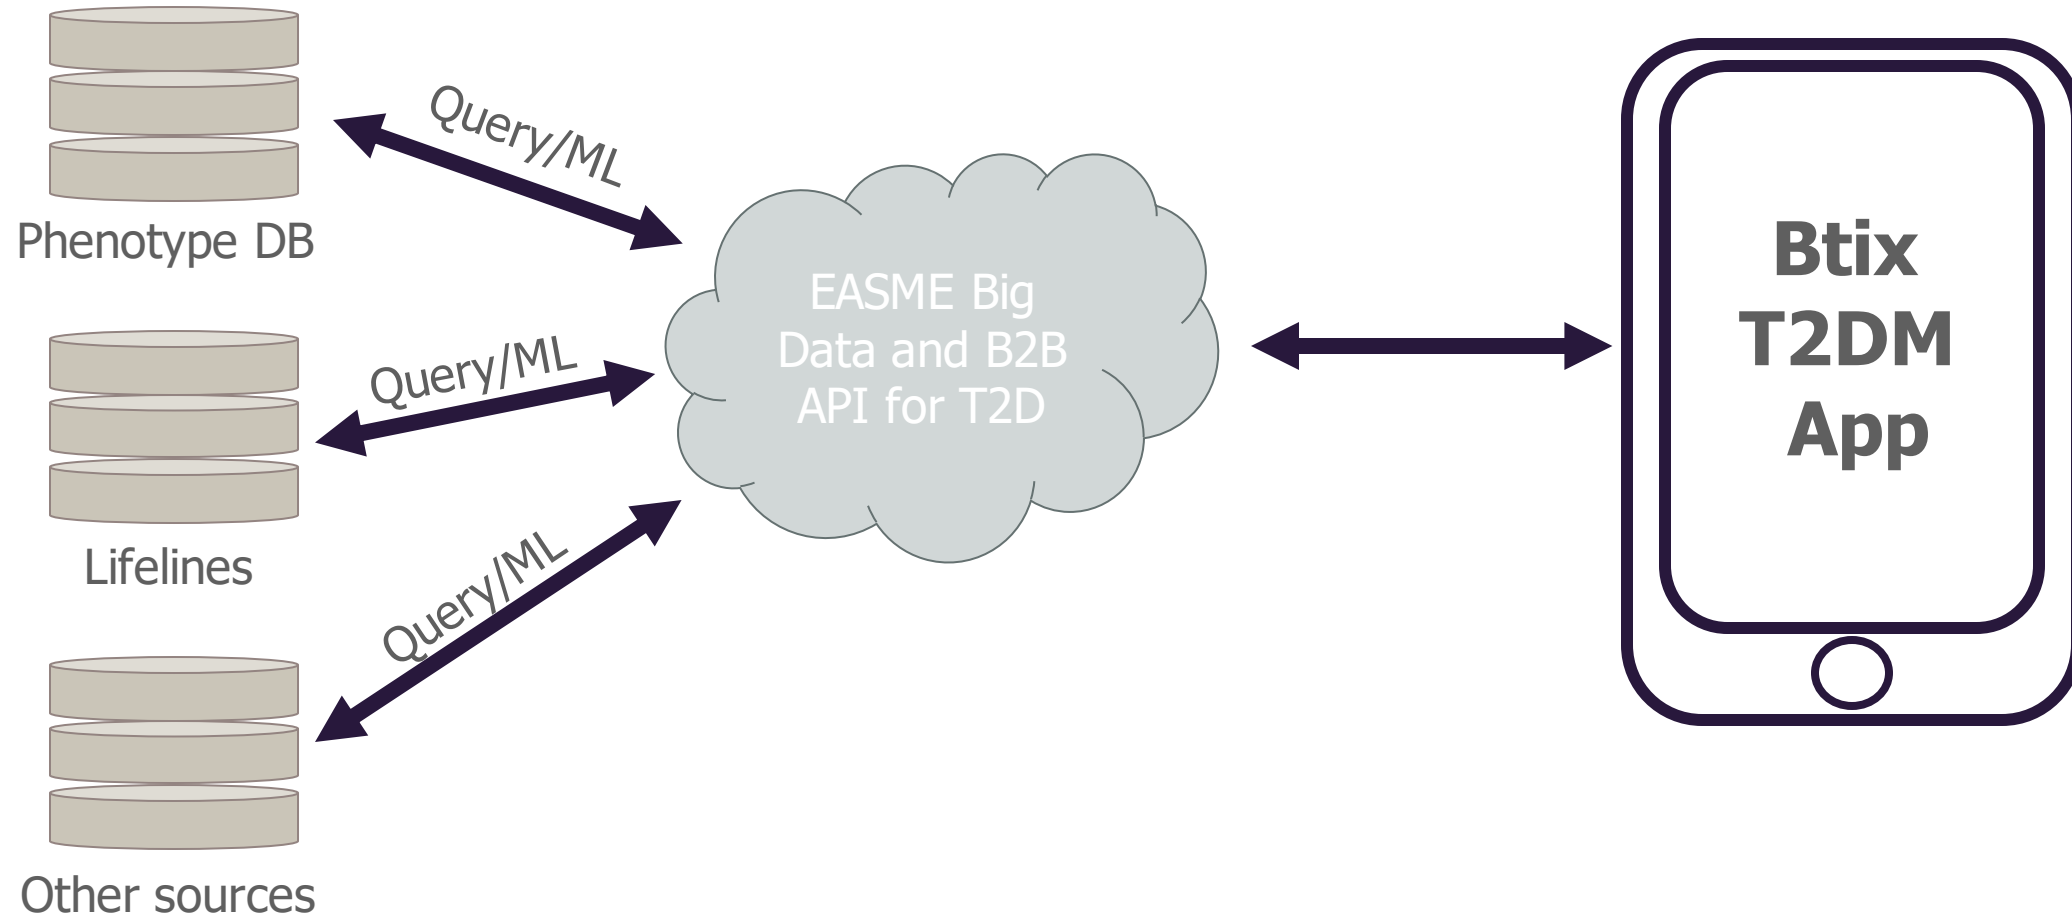 Phenotype DB
Query/ML
Lifelines
Query/ML
Other sources
Query/ML
EASME Big
Data and B2B
API for T2D
Btix
T2DM
App